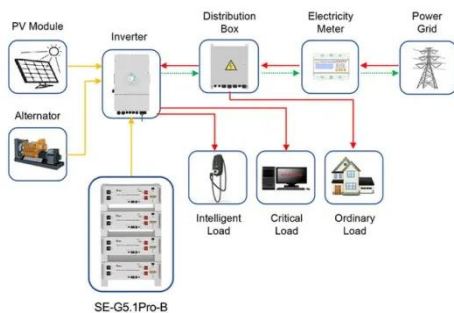 PV Module
Inverter
Distribution
Box
Electricity
Meter
Power
Grid
Alternator
Intelligent
Load
Critical
Load
Ordinary
Load
SE-G5.1Pro-B